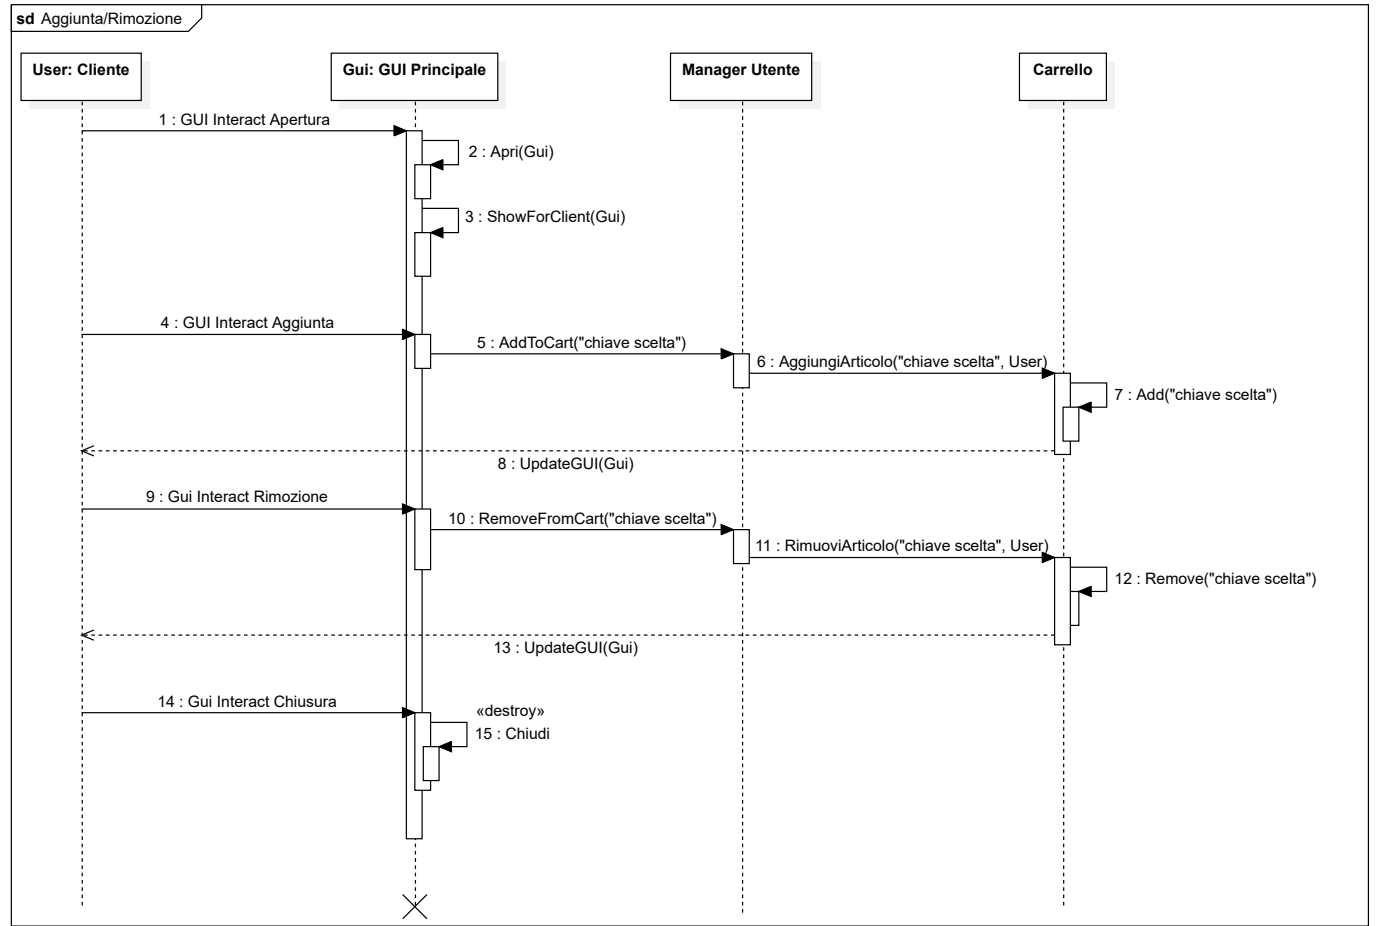 sd Aggiunta/Rimozione
User: Cliente
Gui: GUI Principale
Manager Utente
Carrello
1 : GUI Interact Apertura
2 : Apri(Gui)
3 : ShowForClient(Gui)
4 : GUI Interact Aggiunta
5 : AddToCart("chiave scelta")
6 : AggiungiArticolo("chiave scelta", User)
7 : Add("chiave scelta")
8 : UpdateGUI(Gui)
9 : Gui Interact Rimozione
10 : RemoveFromCart("chiave scelta")
11 : RimuoviArticolo("chiave scelta", User)
12 : Remove("chiave scelta")
13 : UpdateGUI(Gui)
14 : Gui Interact Chiusura
«destroy»
15 : Chiudi